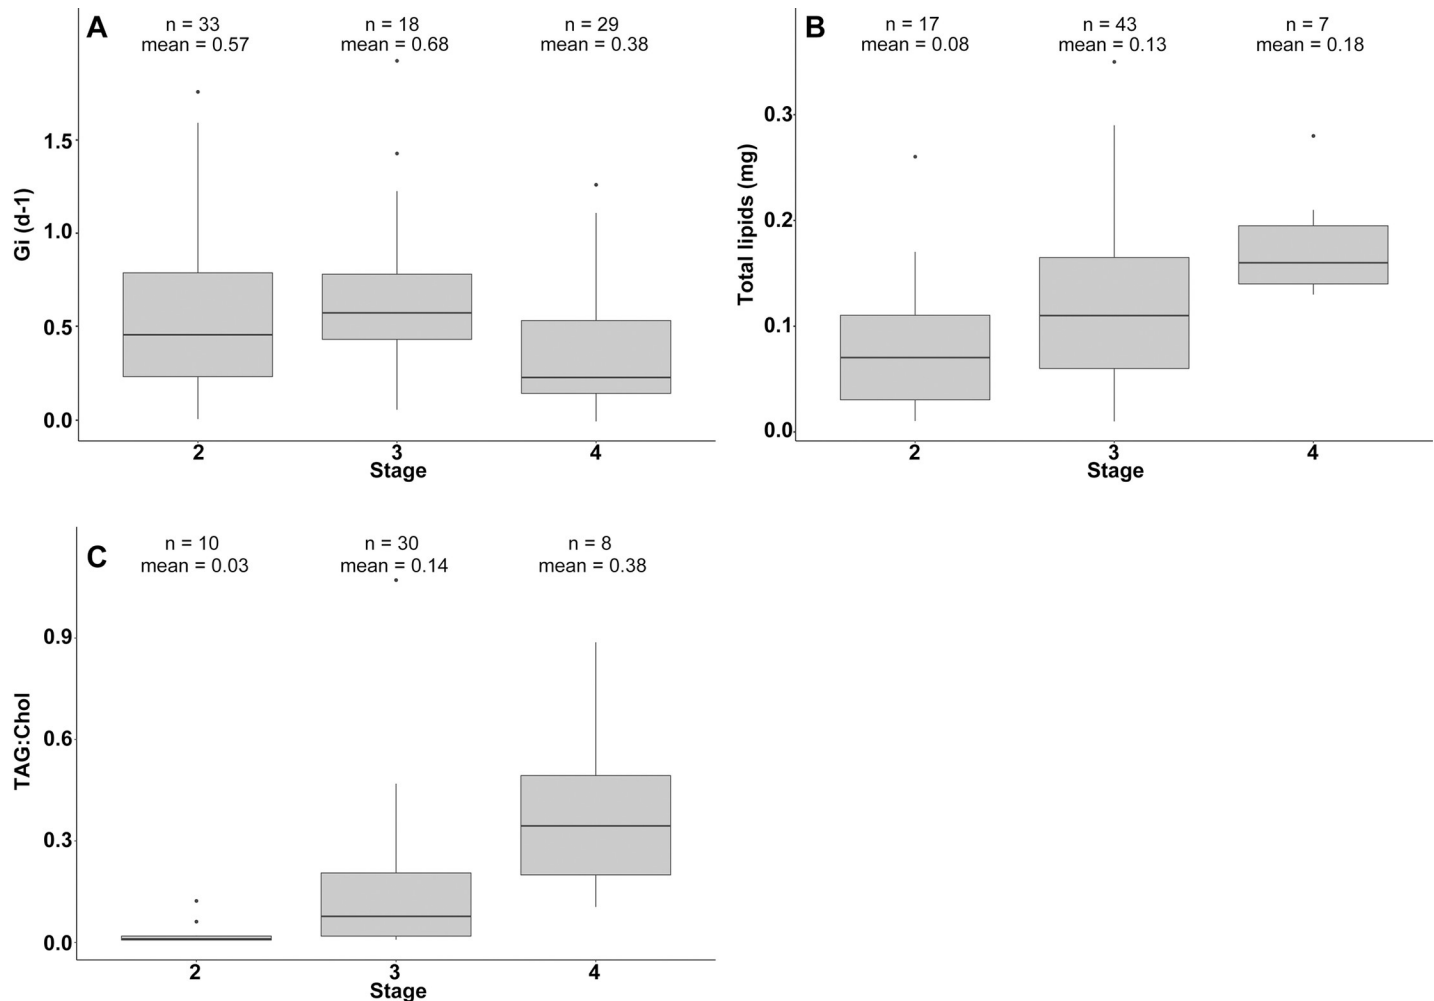 A
n = 33
mean = 0.57
n = 18
mean = 0.68
n = 29
mean = 0.38
Gi (d-1)
1.5
1.0
0.5
0.0
2
3
4
Stage
B
n = 17
mean = 0.08
n = 43
mean = 0.13
n = 7
mean = 0.18
Total lipids (mg)
0.3
0.2
0.1
0.0
2
3
4
Stage
C
n = 10
mean = 0.03
n = 30
mean = 0.14
n = 8
mean = 0.38
TAG:Chol
0.9
0.6
0.3
0.0
2
3
4
Stage